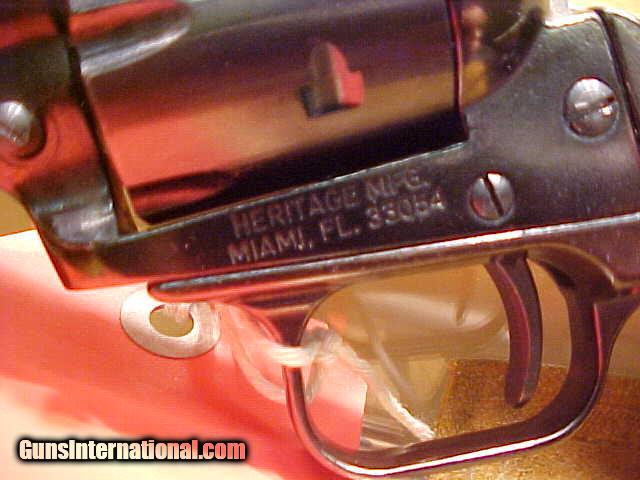 HERITAGE MFG.
MIAMI, FL. 33054
GunsInternational.com